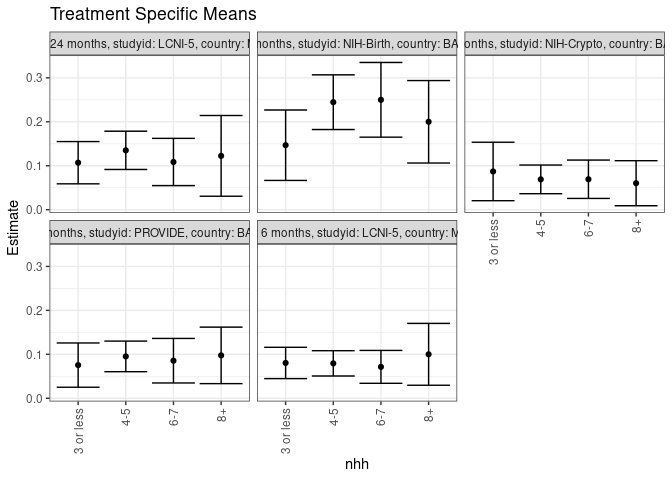 Treatment Specific Means
24 months, studyid: LCNI-5, country:
months, studyid: NIH-Birth, country: BA
onths, studyid: NIH-Crypto, country: BA
0.3
0.2
0.1
0.0
months, studyid: PROVIDE, country: BA
6 months, studyid: LCNI-5, country: M
0.3
0.2
0.1
0.0
3 or less
4-5
6-7
8+
3 or less
4-5
6-7
8+
3 or less
4-5
6-7
8+
Estimate
nhh